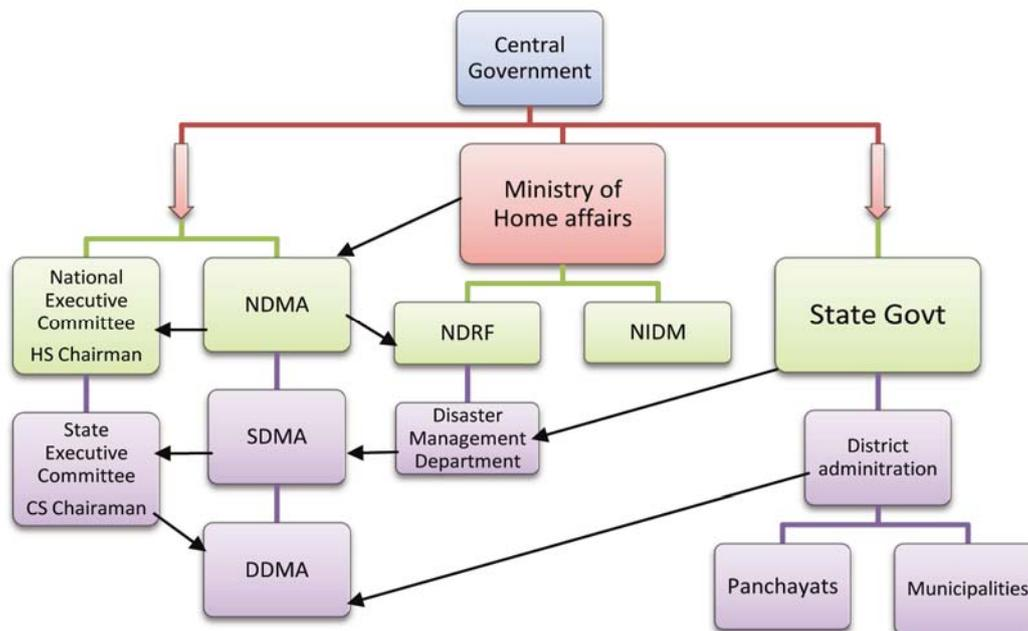 Central
Government
Ministry of
Home affairs
National
Executive
Committee
HS Chairman
NDMA
NDRF
NIDM
State Govt
State
Executive
Committee
CS Chairaman
SDMA
Disaster
Management
Department
District
adminitration
DDMA
Panchayats
Municipalities